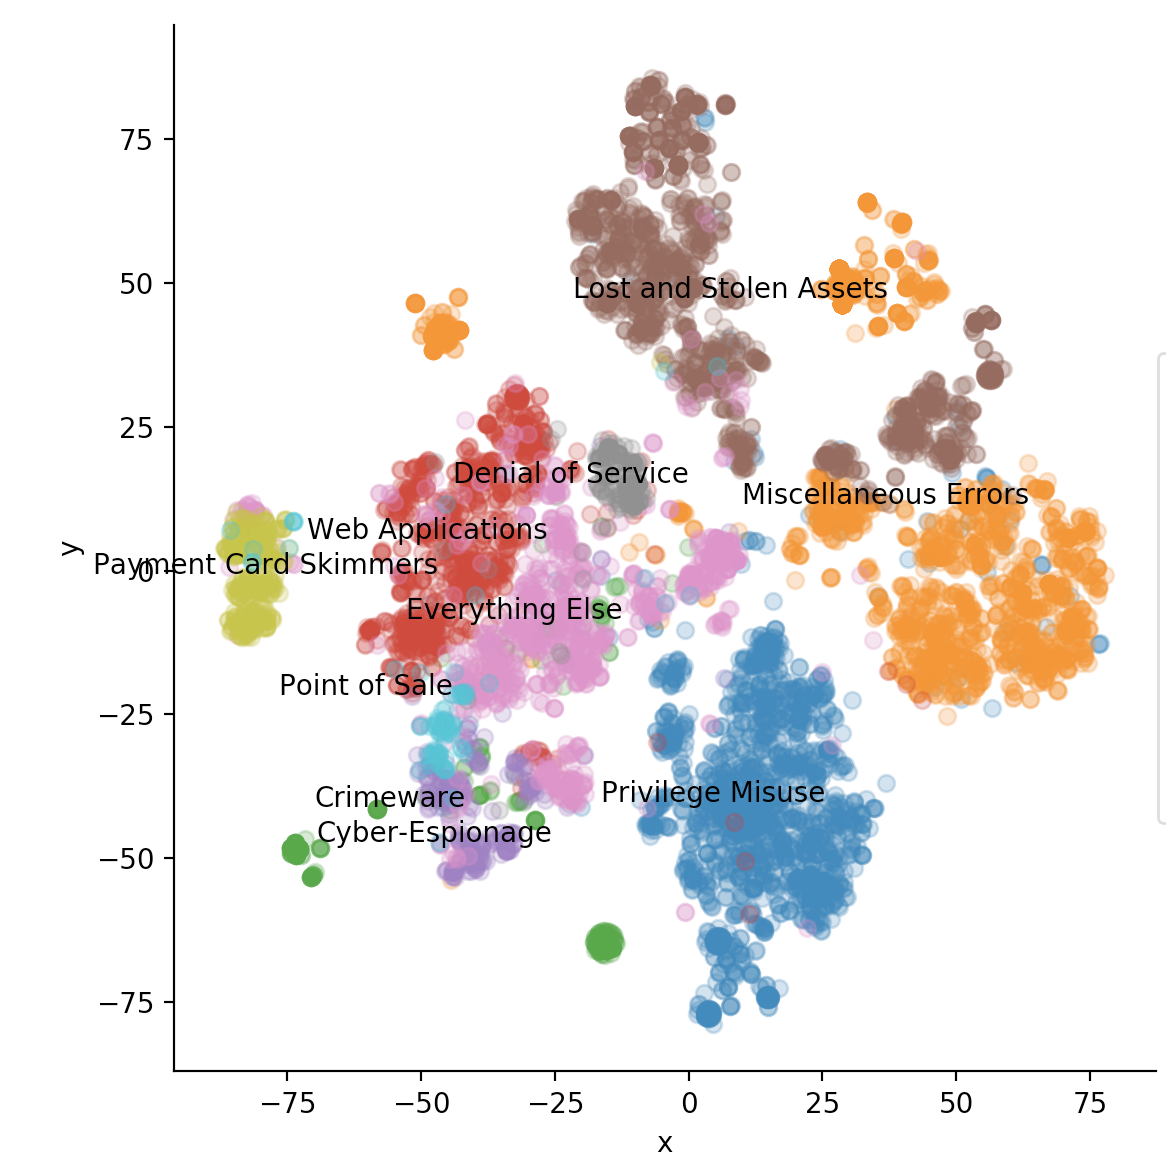 75
50
Lost and Stolen Assets
25
Denial of Service
Miscellaneous Errors
Web Applications
Payment Card Skimmers
y
0
Everything Else
Point of Sale
−25
Privilege Misuse
Crimeware
Cyber-Espionage
−50
−75
−75 −50 −25 0 25 50 75
x